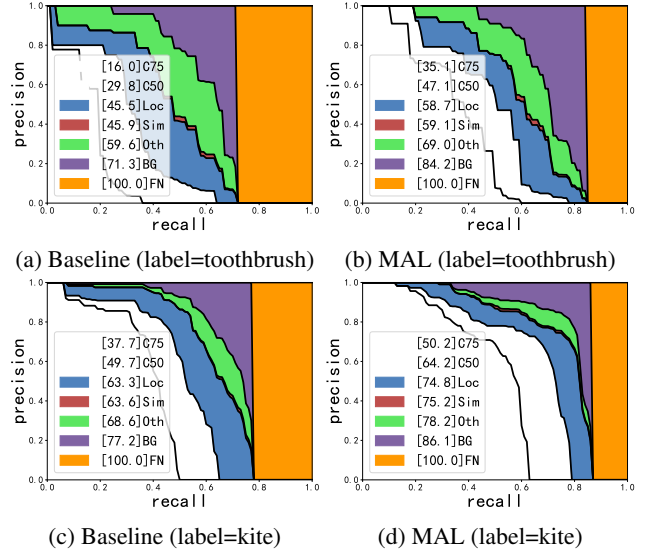 precision
1.0
0.8
0.6
0.4
0.2
0.0
[16.0]C75
[29.8]C50
[45.5]Loc
[45.9]Sim
[59.6]Oth
[71.3]BG
[100.0]FN
0.0 0.2 0.4 0.6 0.8 1.0
recall
(a) Baseline (label=toothbrush)
precision
1.0
0.8
0.6
0.4
0.2
0.0
[35.1]C75
[47.1]C50
[58.7]Loc
[59.1]Sim
[69.0]Oth
[84.2]BG
[100.0]FN
0.0 0.2 0.4 0.6 0.8 1.0
recall
(b) MAL (label=toothbrush)
precision
1.0
0.8
0.6
0.4
0.2
0.0
[37.7]C75
[49.7]C50
[63.3]Loc
[63.6]Sim
[68.6]Oth
[77.2]BG
[100.0]FN
0.0 0.2 0.4 0.6 0.8 1.0
recall
(c) Baseline (label=kite)
precision
1.0
0.8
0.6
0.4
0.2
0.0
[50.2]C75
[64.2]C50
[74.8]Loc
[75.2]Sim
[78.2]Oth
[86.1]BG
[100.0]FN
0.0 0.2 0.4 0.6 0.8 1.0
recall
(d) MAL (label=kite)